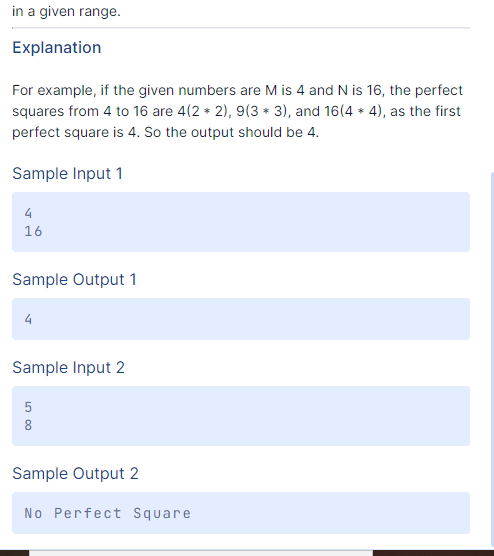 in a given range.
Explanation
For example, if the given numbers are M is 4 and N is 16, the perfect
squares from 4 to 16 are 4(2 * 2), 9(3 * 3), and 16(4 * 4), as the first
perfect square is 4. So the output should be 4.
Sample Input 1
4
16
Sample Output 1
4
Sample Input 2
5
8
Sample Output 2
No Perfect Square